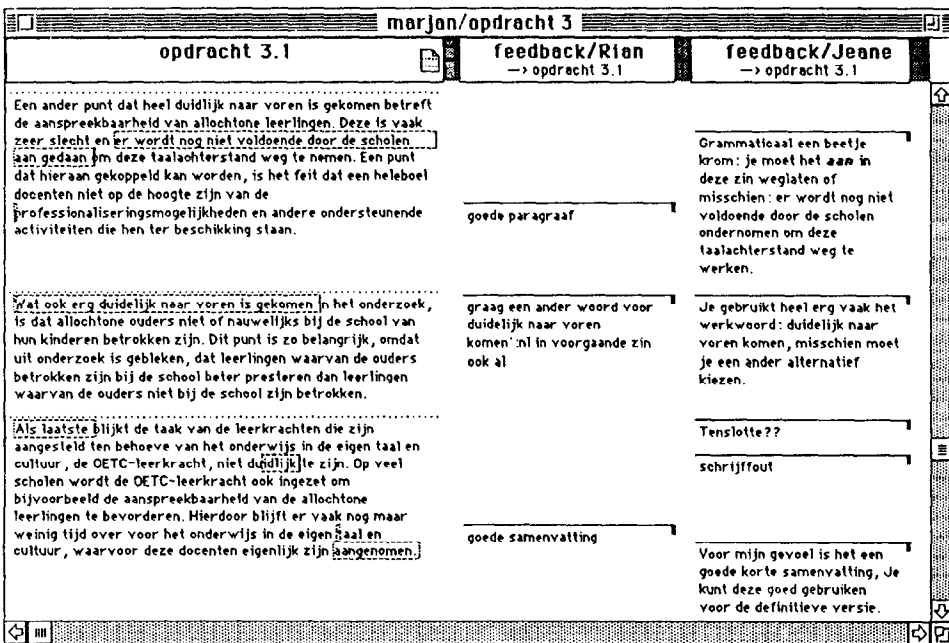 marjan/opdracht 3
opdracht 3.1
feedback/Rian
—> opdracht 3.1
feedback/Jeane
—> opdracht 3.1
Een ander punt dat heel duidlijk naar voren is gekomen betreft
de aanspreekbaarheid van allochtone leerlingen. Deze is vaak
zeer slecht en er wordt nog niet voldoende door de scholen
aan gedaan om deze taalachterstand weg te nemen. Een punt
dat hieraan gekoppeld kan worden, is het feit dat een heleboel
docenten niet op de hoogte zijn van de
professionaliseringsmogelijkheden en andere ondersteunende
activiteiten die hen ter beschikking staan.
Wat ook erg duidelijk naar voren is gekomen in het onderzoek,
is dat allochtone ouders niet of nauwelijks bij de school van
hun kinderen betrokken zijn. Dit punt is zo belangrijk, omdat
uit onderzoek is gebleken, dat leerlingen waarvan de ouders
betrokken zijn bij de school beter presteren dan leerlingen
waarvan de ouders niet bij de school zijn betrokken.
Als laatste blijkt de taak van de leerkrachten die zijn
aangesteld ten behoeve van het onderwijs in de eigen taal en
cultuur, de OETC-leerkracht, niet duidlijk te zijn. Op veel
scholen wordt de OETC-leerkracht ook ingezet om
bijvoorbeeld de aanspreekbaarheid van de allochtone
leerlingen te bevorderen. Hierdoor blijft er vaak nog maar
weinig tijd over voor het onderwijs in de eigen taal en
cultuur, waarvoor deze docenten eigenlijk zijn aangenomen.
goede paragraaf
graag een ander woord voor
duidelijk naar voren
komen':nl in voorgaande zin
ook al
goede samenvatting
Grammaticaal een beetje
krom: je moet het aan in
deze zin weglaten of
misschien: er wordt nog niet
voldoende door de scholen
ondernomen om deze
taalachterstand weg te
werken.
Je gebruikt heel erg vaak het
werkwoord: duidelijk naar
voren komen, misschien moet
je een ander alternatief
kiezen.
Tenslotte??
schrijffout
Voor mijn gevoel is het een
goede korte samenvatting, Je
kunt deze goed gebruiken
voor de definitieve versie.